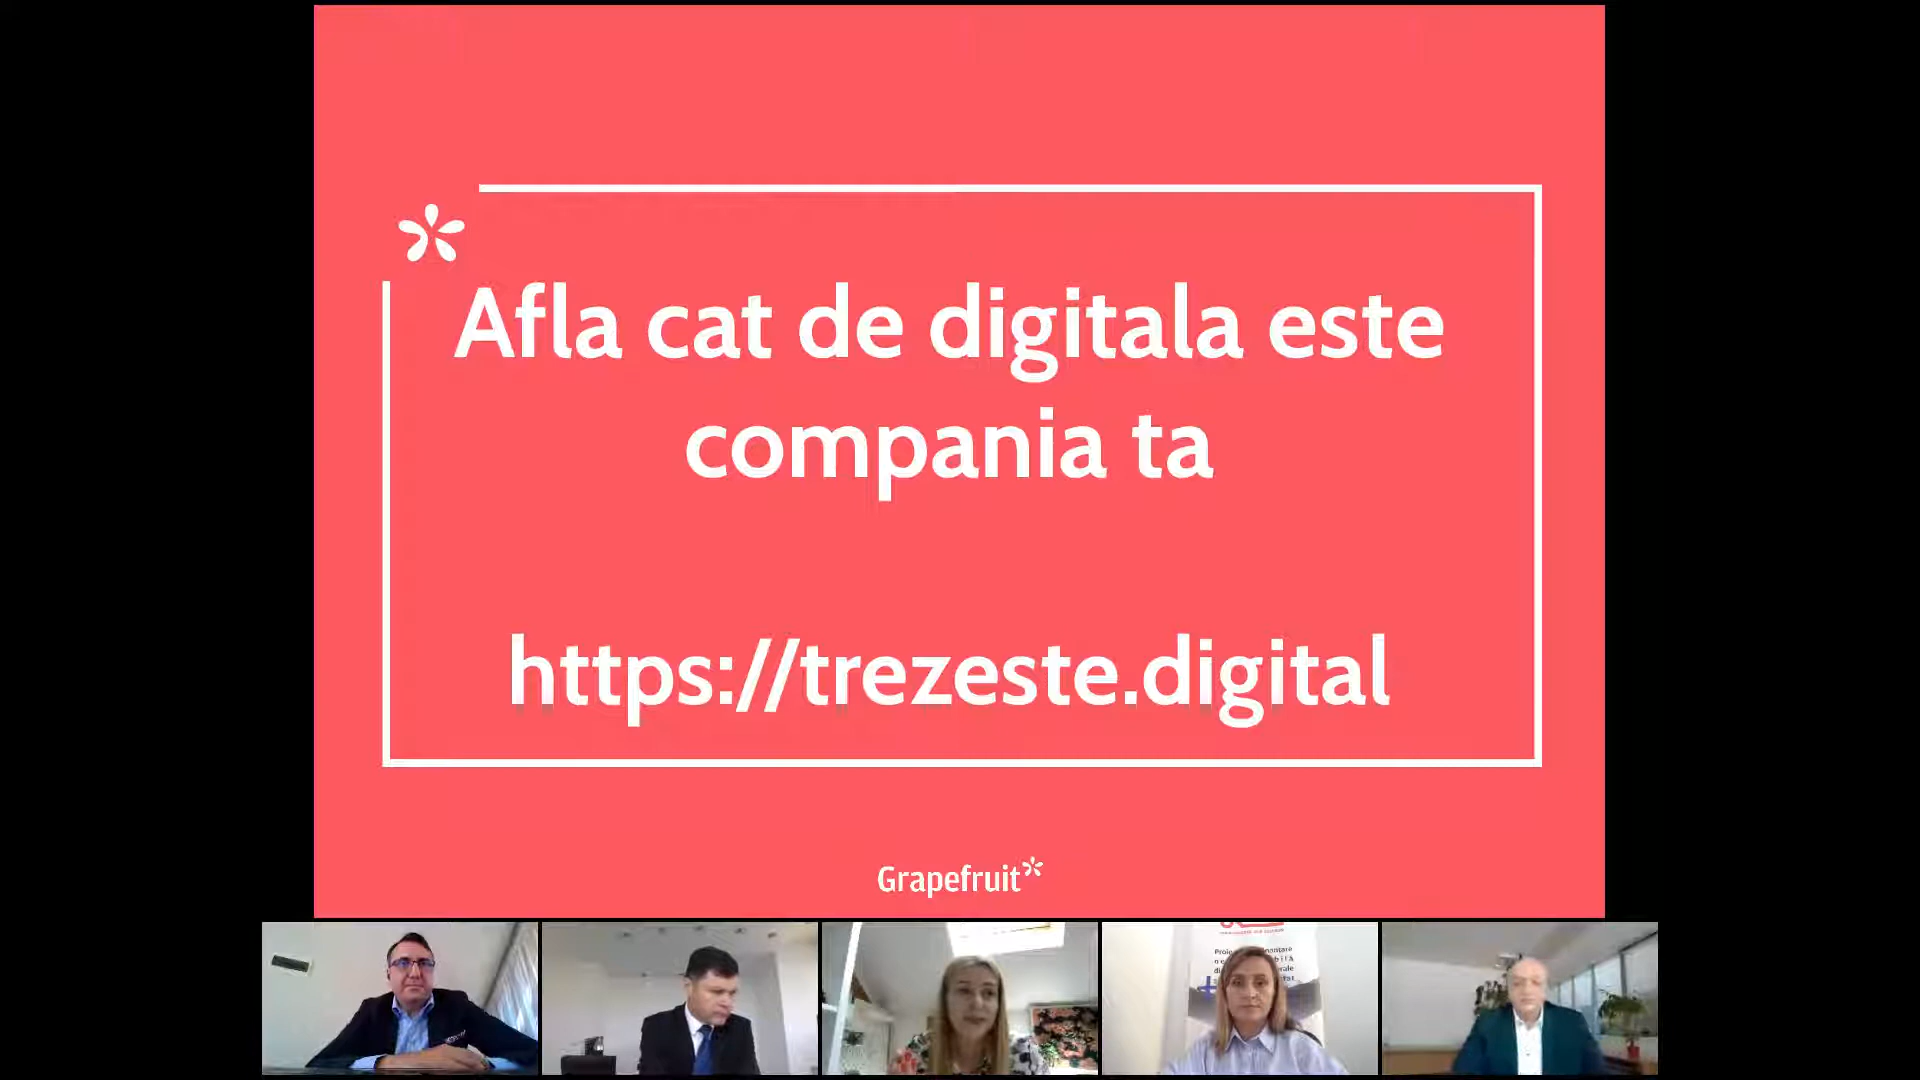 Afla cat de digitala este
compania ta
https://trezeste.digital
Grapefruit